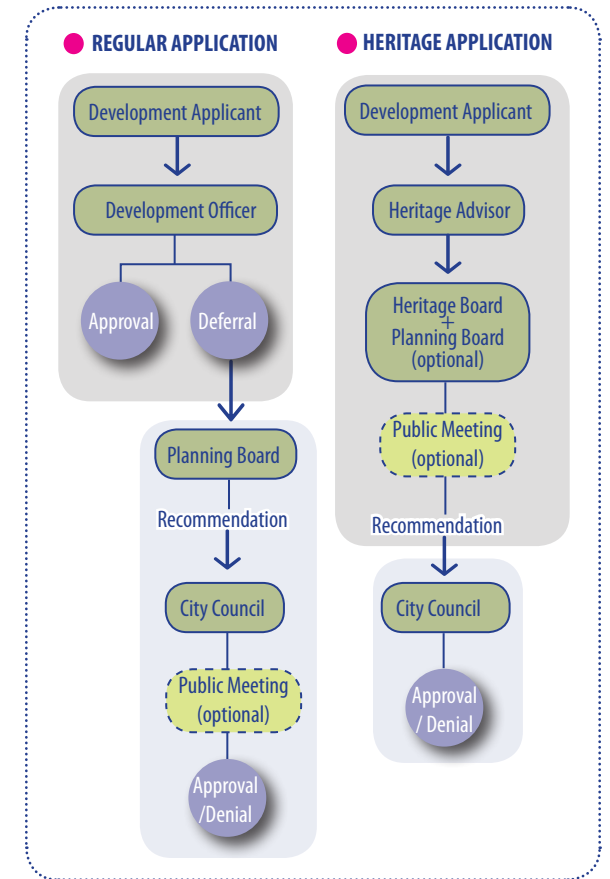 REGULAR APPLICATION
Development Applicant
Development Officer
Approval
Deferral
Planning Board
Recommendation
City Council
Public Meeting
(optional)
Approval
/Denial
HERITAGE APPLICATION
Development Applicant
Heritage Advisor
Heritage Board
+
Planning Board
(optional)
Public Meeting
(optional)
Recommendation
City Council
Approval
/ Denial